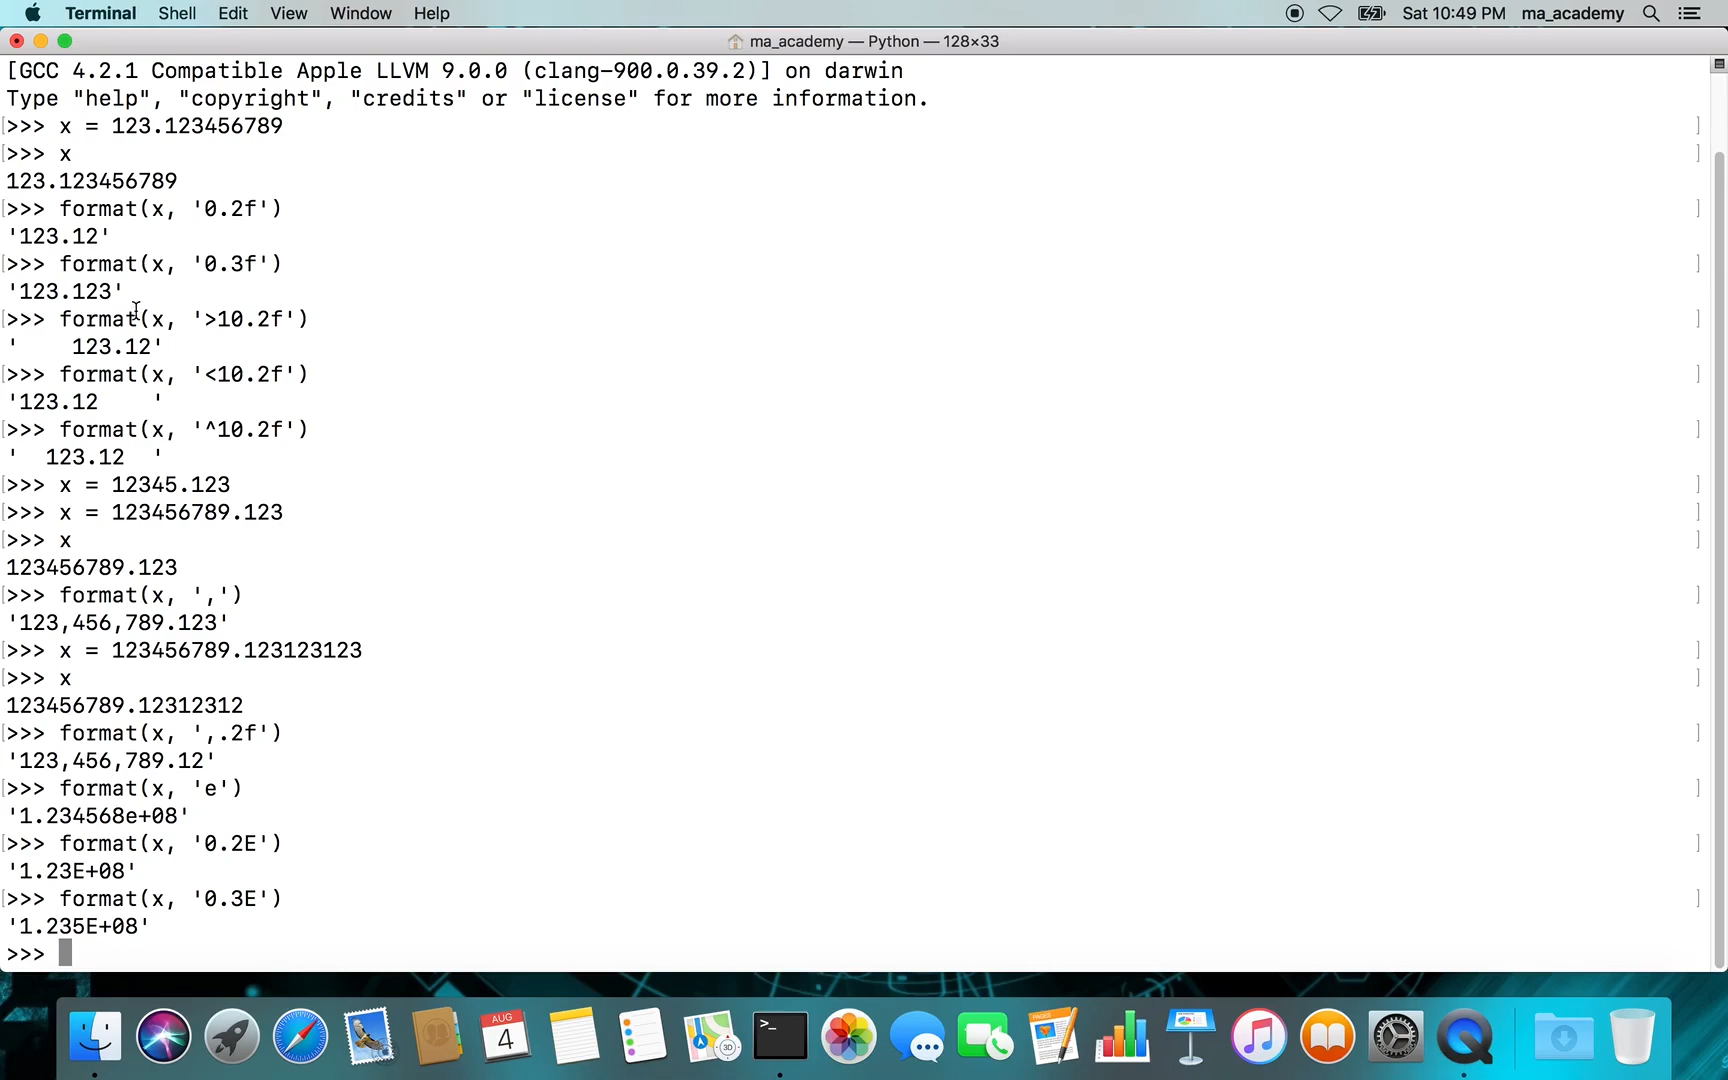 Terminal Shell Edit View Window Help Sat 10:49 PM ma_academy
ma_academy — Python — 128×33
[GCC 4.2.1 Compatible Apple LLVM 9.0.0 (clang-900.0.39.2)] on darwin
Type "help", "copyright", "credits" or "license" for more information.
[>>> x = 123.123456789 ]
[>>> x ]
123.123456789
[>>> format(x, '0.2f') ]
'123.12'
[>>> format(x, '0.3f') ]
'123.123'
[>>> format(x, '>10.2f') ]
'    123.12'
[>>> format(x, '<10.2f') ]
'123.12    '
[>>> format(x, '^10.2f') ]
'  123.12  '
[>>> x = 12345.123 ]
[>>> x = 123456789.123 ]
[>>> x ]
123456789.123
[>>> format(x, ',') ]
'123,456,789.123'
[>>> x = 123456789.123123123 ]
[>>> x ]
123456789.12312312
[>>> format(x, ',.2f') ]
'123,456,789.12'
[>>> format(x, 'e') ]
'1.234568e+08'
[>>> format(x, '0.2E') ]
'1.23E+08'
[>>> format(x, '0.3E') ]
'1.235E+08'
>>>
AUG
4
3D
>_
PAGES